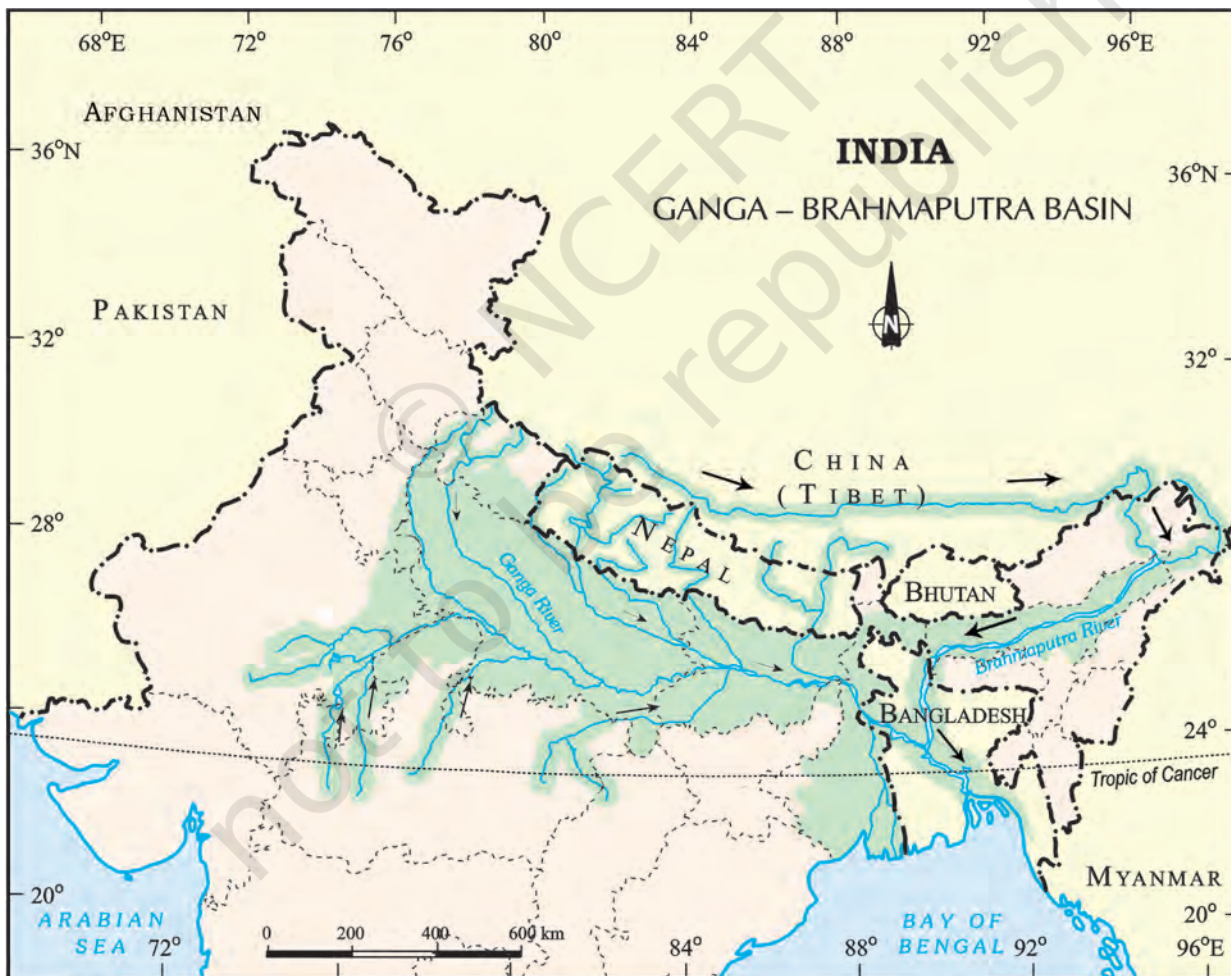 68°E 72° 76° 80° 84° 88° 92° 96°E
AFGHANISTAN
36°N
INDIA
36°N
GANGA – BRAHMAPUTRA BASIN
PAKISTAN
N
32°
32°
CHINA
(TIBET)
28°
28°
NEPAL
Ganga River
BHUTAN
Brahmaputra River
BANGLADESH
24°
Tropic of Cancer
MYANMAR
20°
20°
ARABIAN
SEA
BAY OF
BENGAL
0 200 400 600 km
72° 84° 88° 92° 96°E
© NCERT
not to be republish